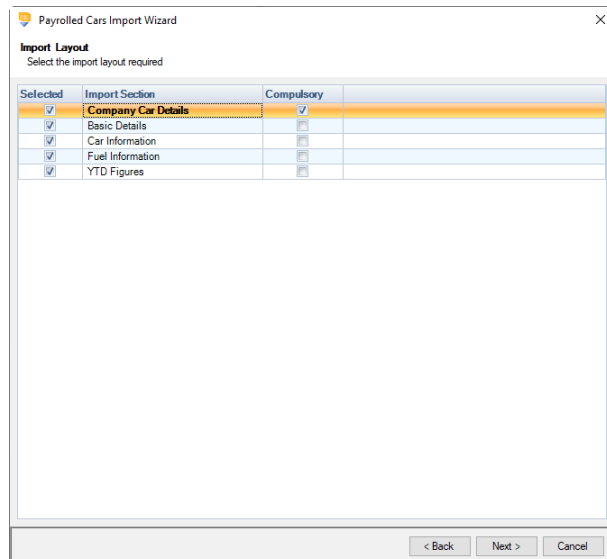 Payrolled Cars Import Wizard
Import Layout
Select the import layout required
Selected Import Section Compulsory
Company Car Details
Basic Details
Car Information
Fuel Information
YTD Figures
< Back Next > Cancel